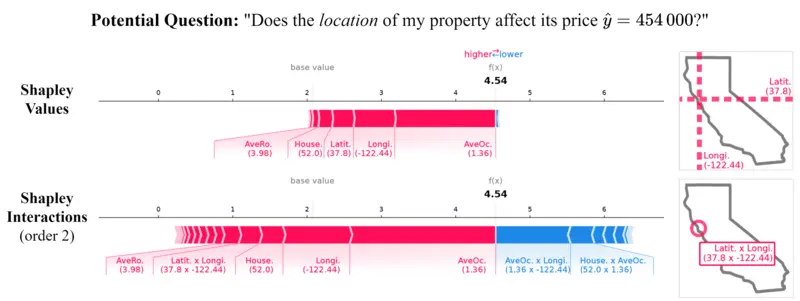 Potential Question: "Does the location of my property affect its price ŷ = 454 000?"
Shapley
Values
higher⇄lower
base value
f(x)
4.54
0 1 2 3 4 5 6
AveRo. House. Latit. Longi. AveOc.
(3.98) (52.0) (37.8) (-122.44) (1.36)
Latit.
(37.8)
Longi.
(-122.44)
Shapley
Interactions
(order 2)
base value
f(x)
4.54
0 1 2 3 4 5 6
AveRo. Latit. x Longi. House. Longi. AveOc. AveOc. x Longi. House. x AveOc.
(3.98) (37.8 x -122.44) (52.0) (-122.44) (1.36) (1.36 x -122.44) (52.0 x 1.36)
Latit. x Longi.
(37.8 x -122.44)